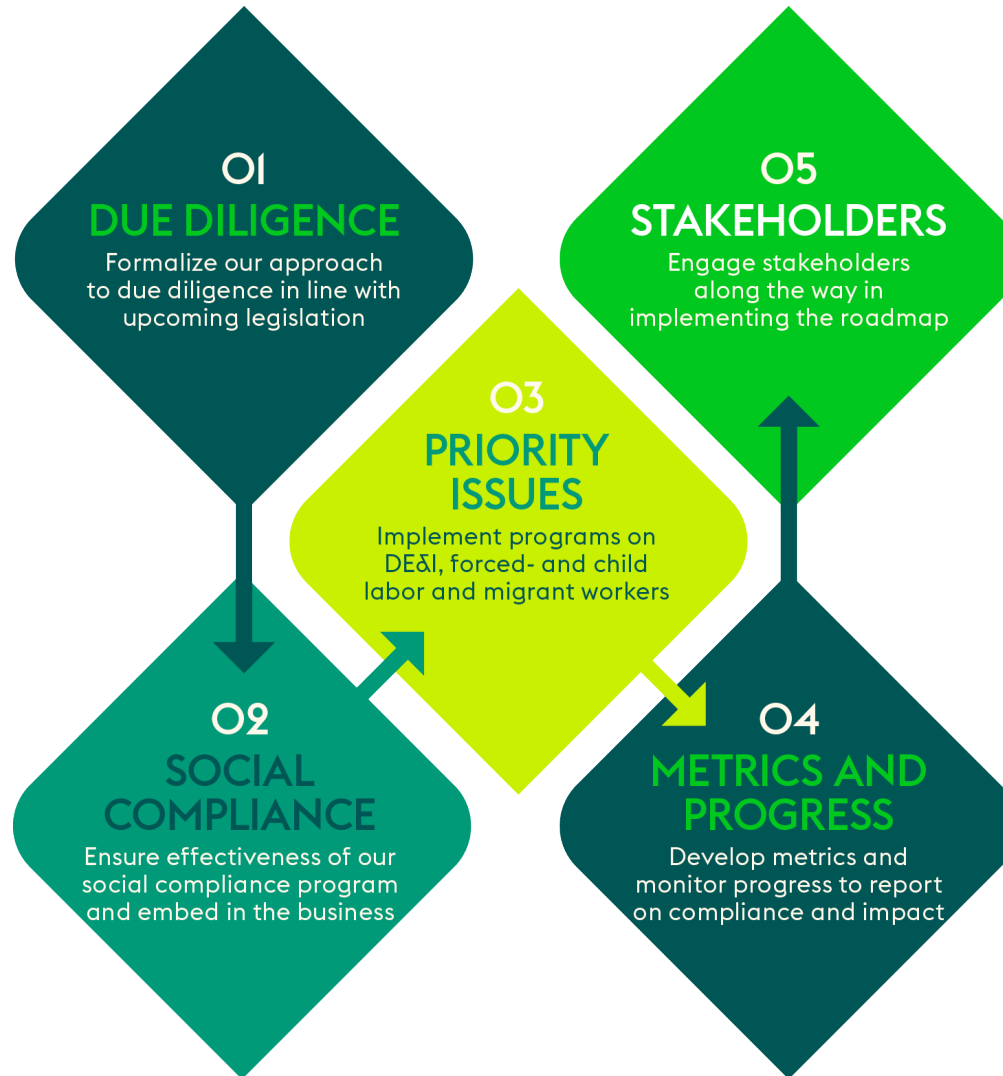 01
DUE DILIGENCE
Formalize our approach
to due diligence in line with
upcoming legislation
02
SOCIAL
COMPLIANCE
Ensure effectiveness of our
social compliance program
and embed in the business
03
PRIORITY
ISSUES
Implement programs on
DE&I, forced- and child
labor and migrant workers
04
METRICS AND
PROGRESS
Develop metrics and
monitor progress to report
on compliance and impact
05
STAKEHOLDERS
Engage stakeholders
along the way in
implementing the roadmap